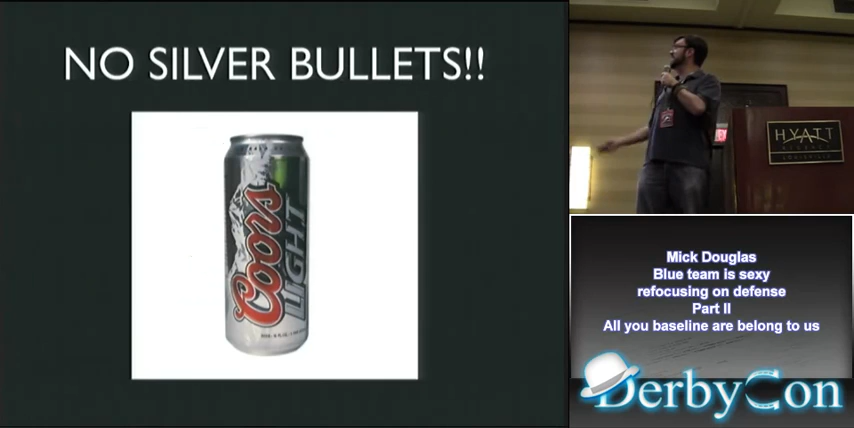 NO SILVER BULLETS!!
Coors
LIGHT
HYATT
LOUISVILLE
Mick Douglas
Blue team is sexy
refocusing on defense
Part II
All you baseline are belong to us
DerbyCon